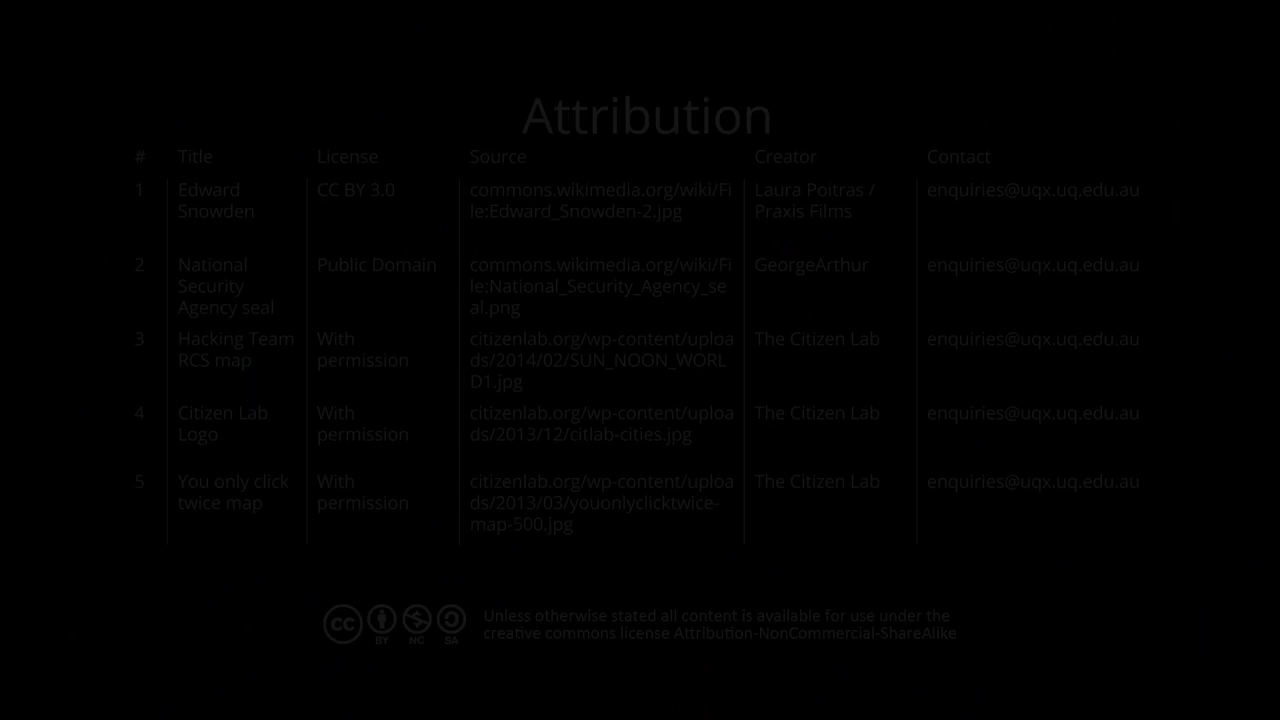 Attribution
# Title License Source Creator Contact
1 Edward CC BY 3.0 commons.wikimedia.org/wiki/Fi Laura Poitras / enquiries@uqx.uq.edu.au
Snowden le:Edward_Snowden-2.jpg Praxis Films
2 National Public Domain commons.wikimedia.org/wiki/Fi GeorgeArthur enquiries@uqx.uq.edu.au
Security le:National_Security_Agency_se
Agency seal al.png
3 Hacking Team With citizenlab.org/wp-content/uploa The Citizen Lab enquiries@uqx.uq.edu.au
RCS map permission ds/2014/02/SUN_NOON_WORL
D1.jpg
4 Citizen Lab With citizenlab.org/wp-content/uploa The Citizen Lab enquiries@uqx.uq.edu.au
Logo permission ds/2013/12/citlab-cities.jpg
5 You only click With citizenlab.org/wp-content/uploa The Citizen Lab enquiries@uqx.uq.edu.au
twice map permission ds/2013/03/youonlyclicktwice-
map-500.jpg
cc Unless otherwise stated all content is available for use under the
BY NC SA creative commons license Attribution-NonCommercial-ShareAlike